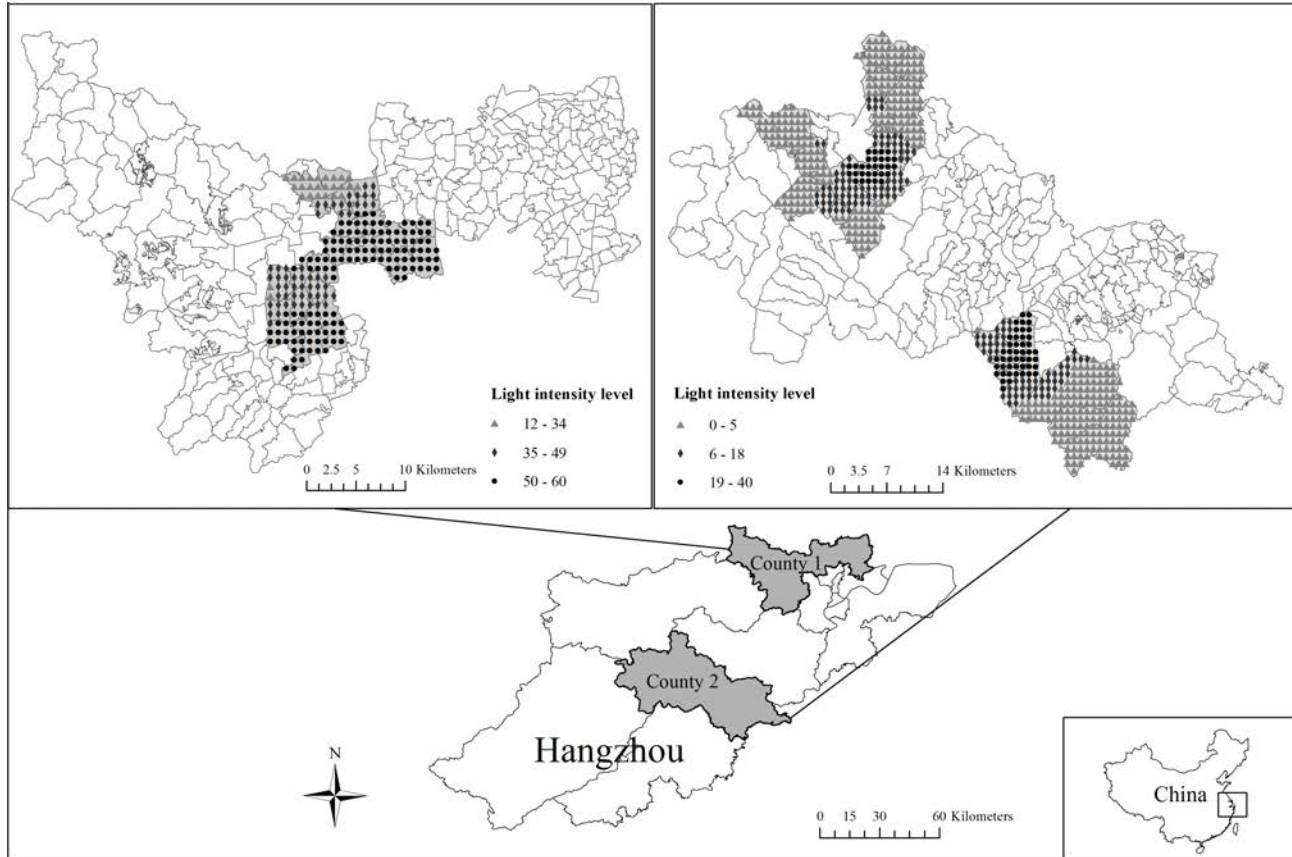 Light intensity level
12 - 34
35 - 49
50 - 60
0 2.5 5 10 Kilometers
Light intensity level
0 - 5
6 - 18
19 - 40
0 3.5 7 14 Kilometers
County 1
County 2
Hangzhou
N
0 15 30 60 Kilometers
China